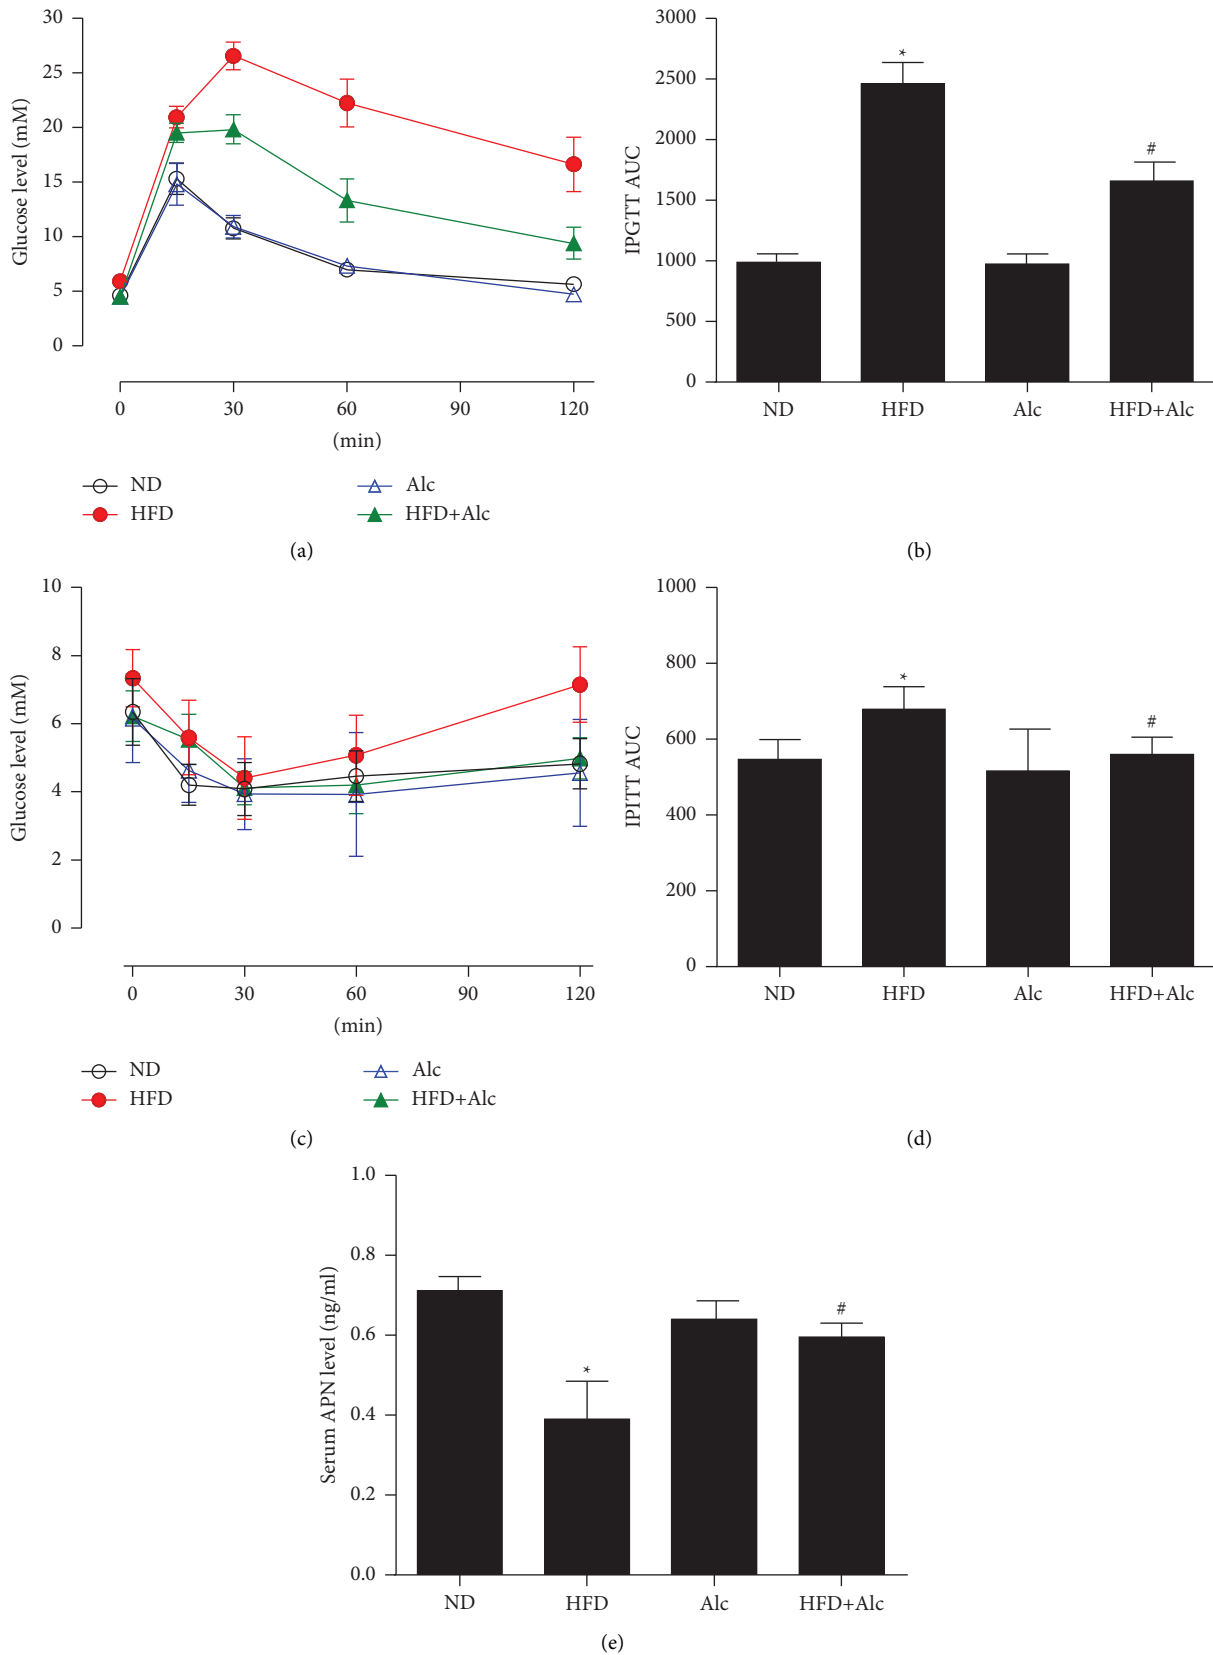 30
25
20
15
10
5
0
Glucose level (mM)
0
30
60
90
120
(min)
ND
HFD
Alc
HFD+Alc
(a)
3000
2500
2000
1500
1000
500
0
IPGTT AUC
*
#
ND
HFD
Alc
HFD+Alc
(b)
10
8
6
4
2
0
Glucose level (mM)
0
30
60
90
120
(min)
ND
HFD
Alc
HFD+Alc
(c)
1000
800
600
400
200
0
IPITT AUC
*
#
ND
HFD
Alc
HFD+Alc
(d)
1.0
0.8
0.6
0.4
0.2
0.0
Serum APN level (ng/ml)
*
#
ND
HFD
Alc
HFD+Alc
(e)